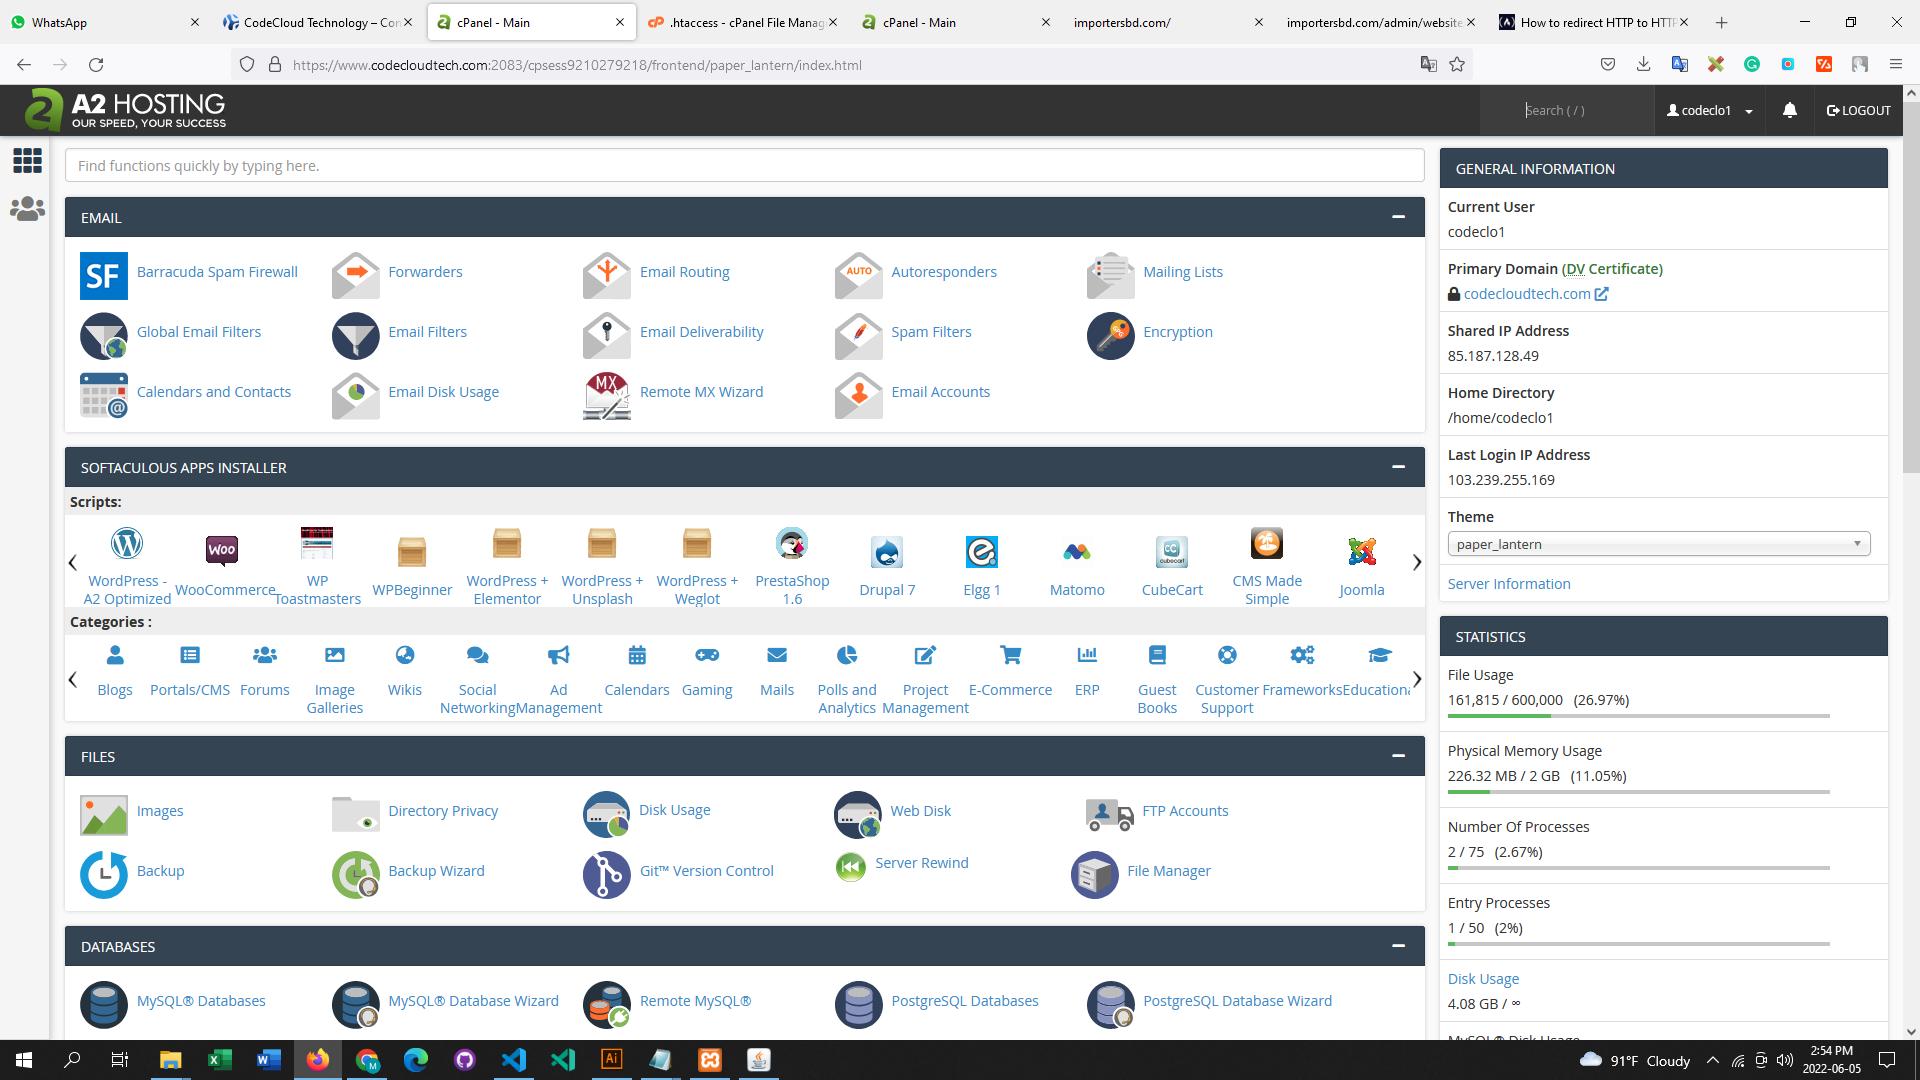 WhatsApp
CodeCloud Technology – Con
cPanel - Main
.htaccess - cPanel File Manag
cPanel - Main
importersbd.com/
importersbd.com/admin/website
How to redirect HTTP to HTTP
https://www.codecloudtech.com:2083/cpsess9210279218/frontend/paper_lantern/index.html
A2 HOSTING
OUR SPEED, YOUR SUCCESS
Search ( / )
codeclo1
LOGOUT
Find functions quickly by typing here.
EMAIL
SF
Barracuda Spam Firewall
Forwarders
Email Routing
AUTO
Autoresponders
Mailing Lists
Global Email Filters
Email Filters
Email Deliverability
Spam Filters
Encryption
Calendars and Contacts
Email Disk Usage
MX
Remote MX Wizard
Email Accounts
SOFTACULOUS APPS INSTALLER
Scripts:
WordPress -
A2 Optimized
Woo
WooCommerce
WP
Toastmasters
WPBeginner
WordPress +
Elementor
WordPress +
Unsplash
WordPress +
Weglot
PrestaShop
1.6
Drupal 7
Elgg 1
Matomo
CubeCart
CMS Made
Simple
Joomla
Categories :
Blogs
Portals/CMS
Forums
Image
Galleries
Wikis
Social
Networking
Ad
Management
Calendars
Gaming
Mails
Polls and
Analytics
Project
Management
E-Commerce
ERP
Guest
Books
Customer
Support
Frameworks
Educationa
FILES
Images
Directory Privacy
Disk Usage
Web Disk
FTP Accounts
Backup
Backup Wizard
Git™ Version Control
Server Rewind
File Manager
DATABASES
MySQL® Databases
MySQL® Database Wizard
Remote MySQL®
PostgreSQL Databases
PostgreSQL Database Wizard
GENERAL INFORMATION
Current User
codeclo1
Primary Domain (DV Certificate)
codecloudtech.com
Shared IP Address
85.187.128.49
Home Directory
/home/codeclo1
Last Login IP Address
103.239.255.169
Theme
paper_lantern
Server Information
STATISTICS
File Usage
161,815 / 600,000 (26.97%)
Physical Memory Usage
226.32 MB / 2 GB (11.05%)
Number Of Processes
2 / 75 (2.67%)
Entry Processes
1 / 50 (2%)
Disk Usage
4.08 GB / ∞
MySQL® Disk Usage
91°F Cloudy
2:54 PM
2022-06-05